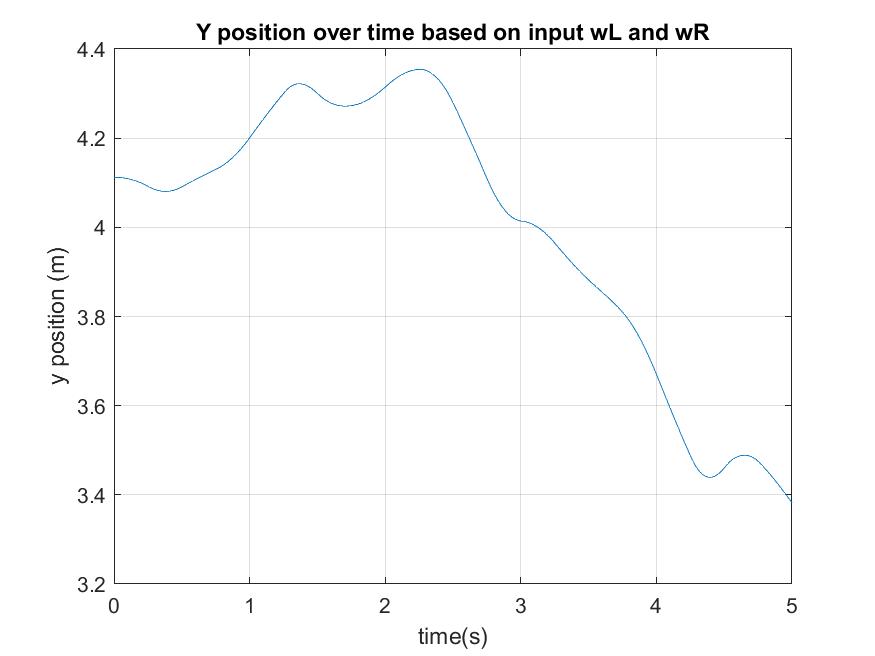 Y position over time based on input wL and wR
4.4
4.2
4
3.8
3.6
3.4
3.2
y position (m)
0 1 2 3 4 5
time(s)